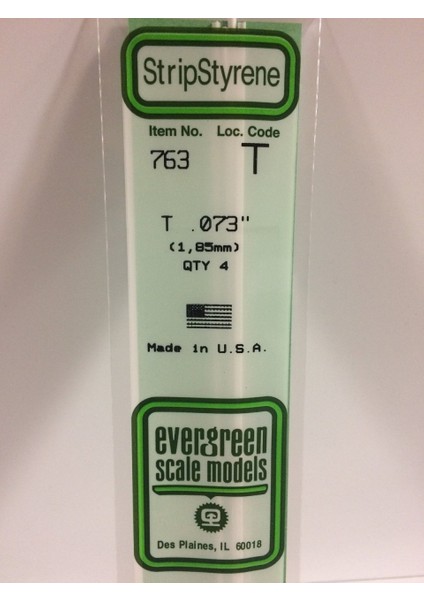 StripStyrene
Item No. Loc. Code
763 T
T .073"
(1,85mm)
QTY 4
Made in U.S.A.
evergreen
scale models
Des Plaines, IL 60018